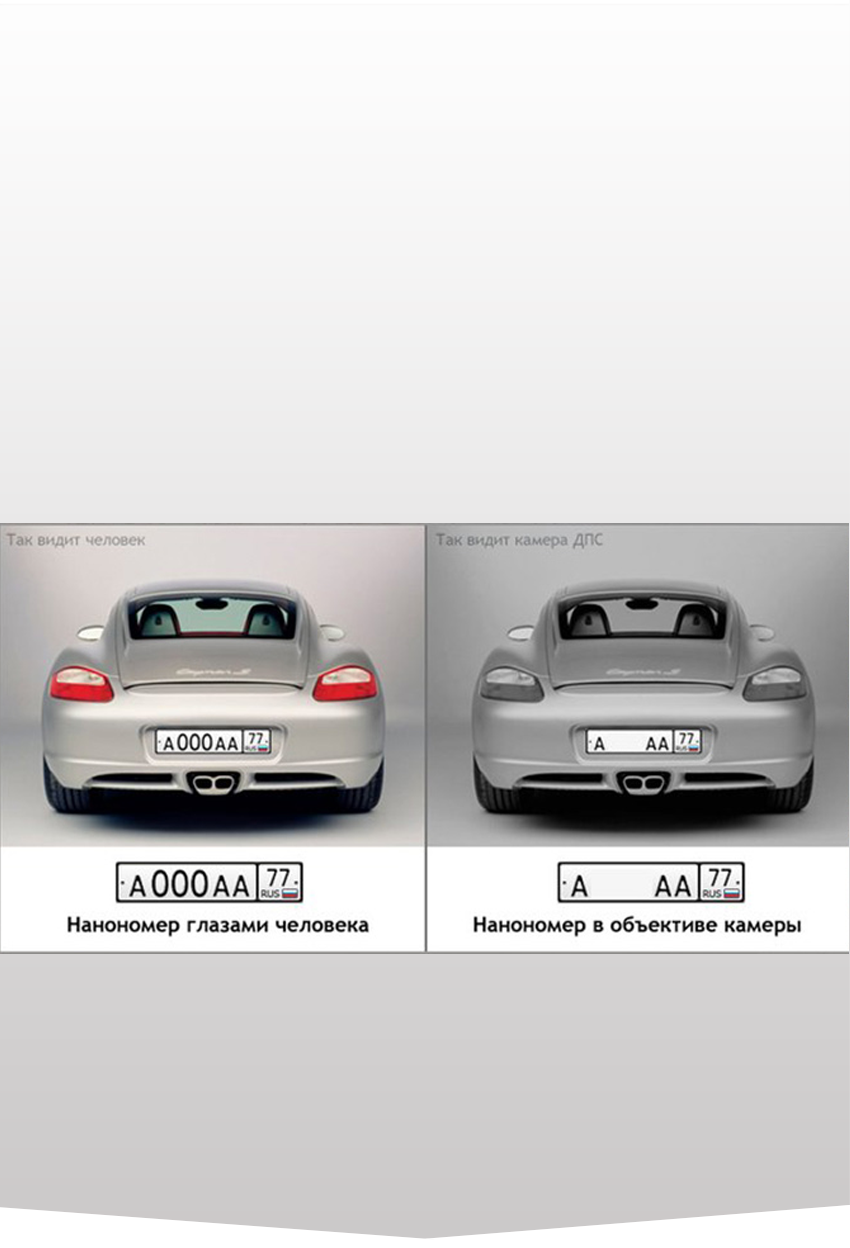 Так видит человек
Cayman S
А000АА 77
RUS
А000АА 77
RUS
Нанономер глазами человека
Так видит камера ДПС
Cayman S
А АА 77
RUS
А АА 77
RUS
Нанономер в объективе камеры